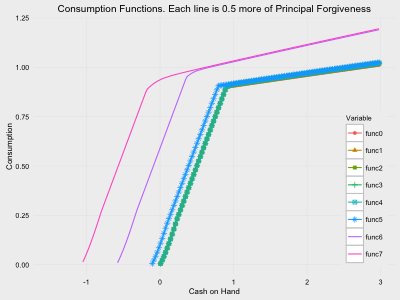 Consumption Functions. Each line is 0.5 more of Principal Forgiveness
1.25
1.00
0.75
0.50
0.25
0.00
Consumption
-1
0
1
2
3
Cash on Hand
Variable
func0
func1
func2
func3
func4
func5
func6
func7